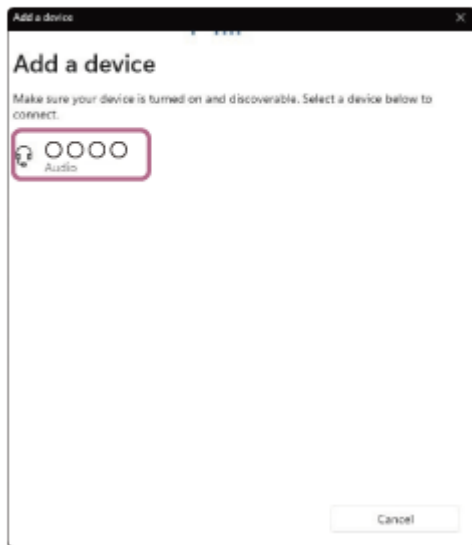 Add a device
Add a device
Make sure your device is turned on and discoverable. Select a device below to
connect.
○○○○
Audio
Cancel